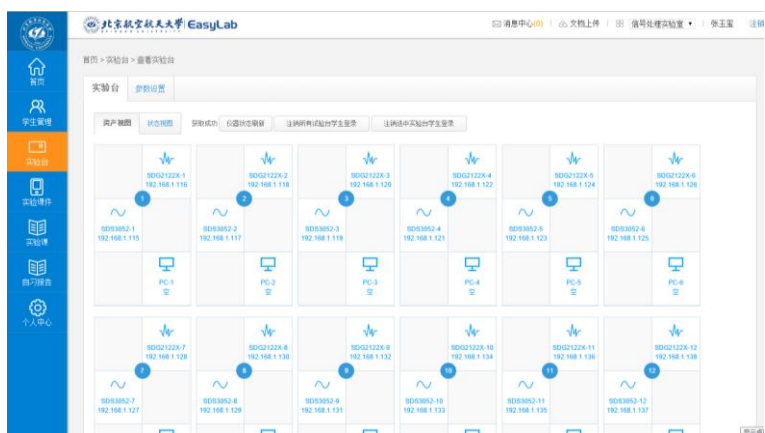 北京航空航天大学 EasyLab
消息中心(0) 文档上传 信号处理实验室 张玉玺 注销
首页 > 实验台 > 查看实验台
首页
学生管理
实验台
实验课件
实验课
自习报告
个人中心
实验台 参数设置
资产视图 状态视图 获取成功 仪器状态刷新 注销所有试验台学生登录 注销选中实验台学生登录
SDG2122X-1 SDG2122X-2 SDG2122X-3 SDG2122X-4 SDG2122X-5 SDG2122X-6
192.168.1.116 192.168.1.118 192.168.1.120 192.168.1.122 192.168.1.124 192.168.1.126
1 2 3 4 5 6
SDS3052-1 SDS3052-2 SDS3052-3 SDS3052-4 SDS3052-5 SDS3052-6
192.168.1.115 192.168.1.117 192.168.1.119 192.168.1.121 192.168.1.123 192.168.1.125
PC-1 PC-2 PC-3 PC-4 PC-5 PC-6
空 空 空 空 空 空
SDG2122X-7 SDG2122X-8 SDG2122X-9 SDG2122X-10 SDG2122X-11 SDG2122X-12
192.168.1.128 192.168.1.130 192.168.1.132 192.168.1.134 192.168.1.136 192.168.1.138
7 8 9 10 11 12
SDS3052-7 SDS3052-8 SDS3052-9 SDS3052-10 SDS3052-11 SDS3052-12
192.168.1.127 192.168.1.129 192.168.1.131 192.168.1.133 192.168.1.135 192.168.1.137